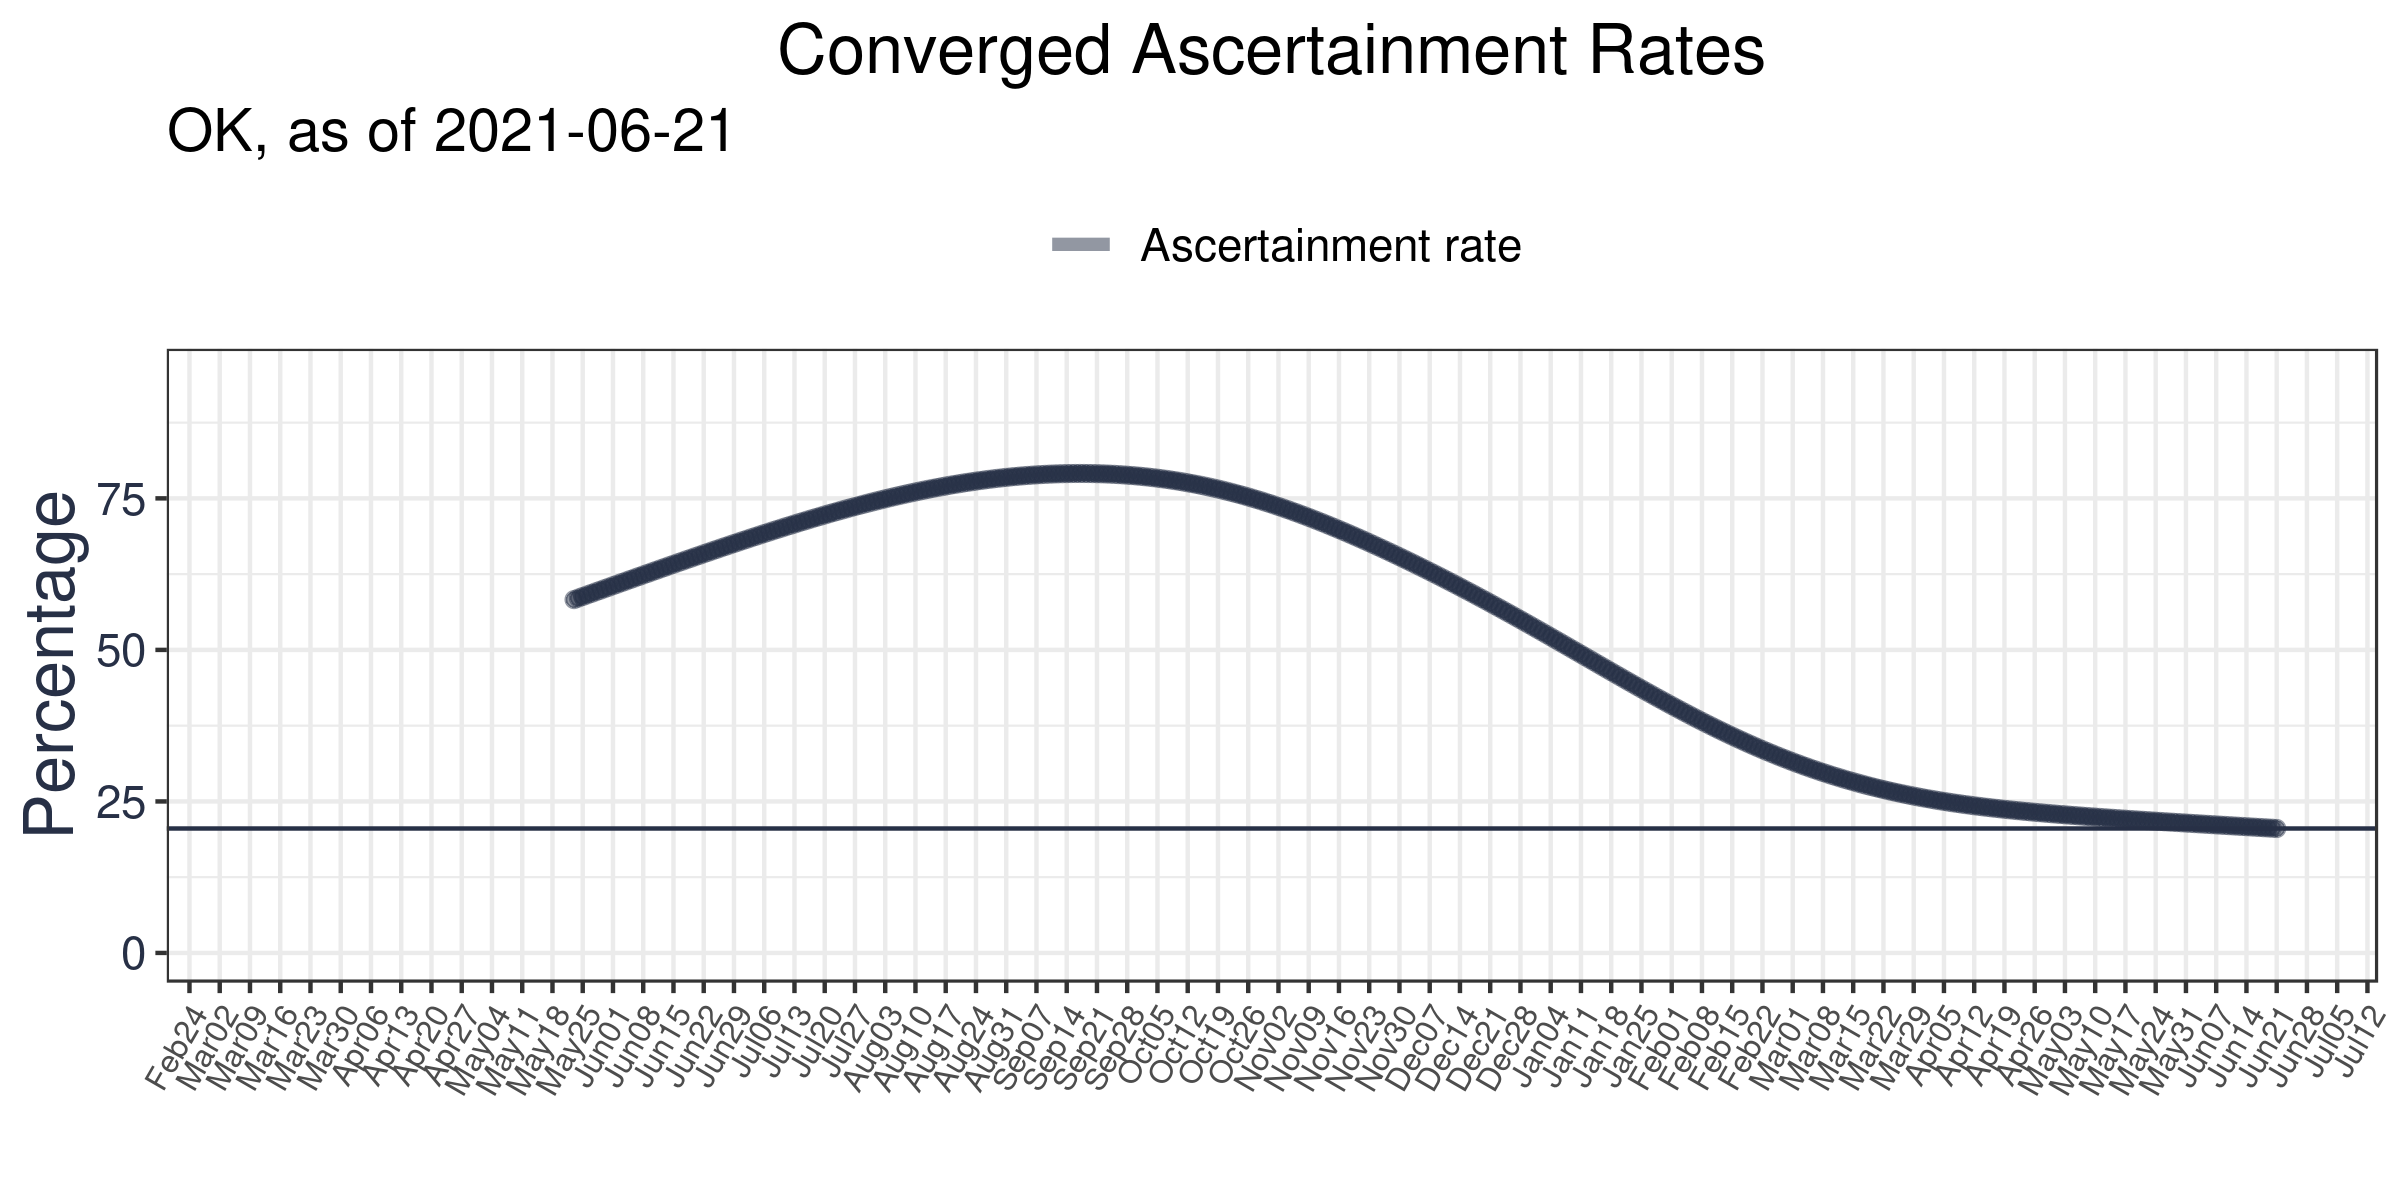 Converged Ascertainment Rates
OK, as of 2021-06-21
Ascertainment rate
Percentage
75
50
25
0
Feb24
Mar02
Mar09
Mar16
Mar23
Mar30
Apr06
Apr13
Apr20
Apr27
May04
May11
May18
May25
Jun01
Jun08
Jun15
Jun22
Jun29
Jul06
Jul13
Jul20
Jul27
Aug03
Aug10
Aug17
Aug24
Aug31
Sep07
Sep14
Sep21
Sep28
Oct05
Oct12
Oct19
Oct26
Nov02
Nov09
Nov16
Nov23
Nov30
Dec07
Dec14
Dec21
Dec28
Jan04
Jan11
Jan18
Jan25
Feb01
Feb08
Feb15
Feb22
Mar01
Mar08
Mar15
Mar22
Mar29
Apr05
Apr12
Apr19
Apr26
May03
May10
May17
May24
May31
Jun07
Jun14
Jun21
Jun28
Jul05
Jul12